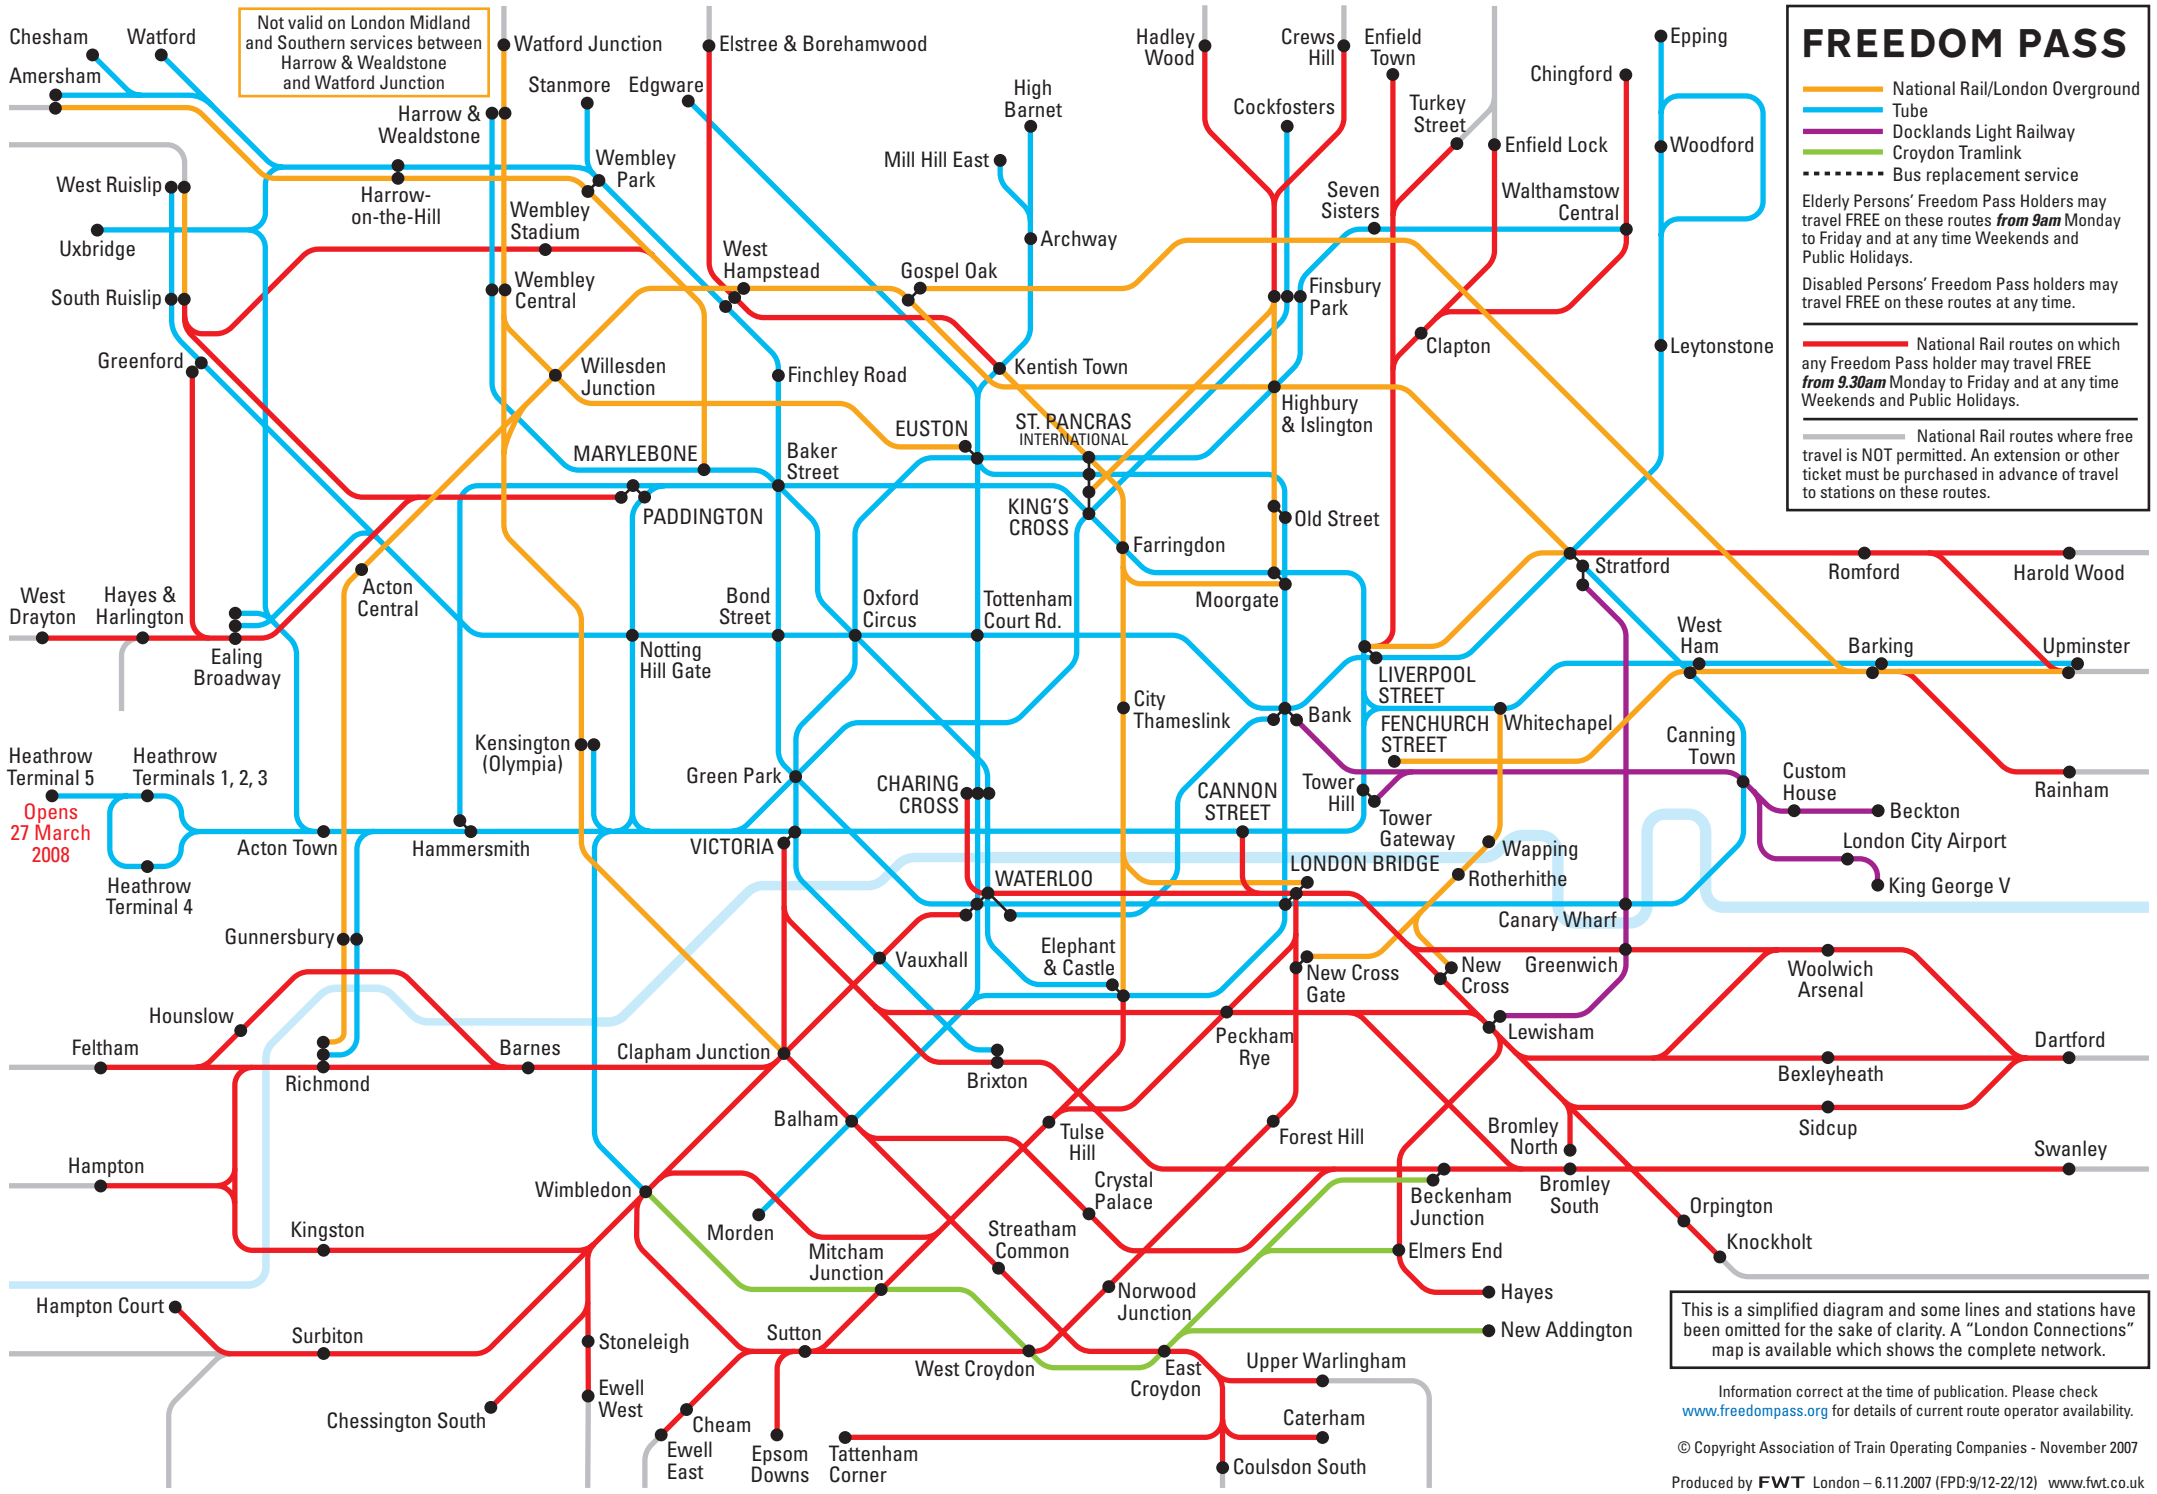 Chesham
Watford
Amersham
Not valid on London Midland
and Southern services between
Harrow & Wealdstone
and Watford Junction
Watford Junction
Elstree & Borehamwood
Stanmore
Edgware
Harrow &
Wealdstone
Wembley
Park
High
Barnet
Mill Hill East
Archway
Hadley
Wood
Crews
Hill
Enfield
Town
Cockfosters
Turkey
Street
Enfield Lock
Chingford
Epping
Woodford
Seven
Sisters
Walthamstow
Central
West Ruislip
Harrow-
on-the-Hill
Uxbridge
Wembley
Stadium
Wembley
Central
West
Hampstead
Gospel Oak
Finsbury
Park
South Ruislip
Greenford
Willesden
Junction
Finchley Road
Kentish Town
Clapton
Leytonstone
Highbury
& Islington
EUSTON
ST. PANCRAS
INTERNATIONAL
MARYLEBONE
Baker
Street
PADDINGTON
KING'S
CROSS
Old Street
Farringdon
Stratford
Romford
Harold Wood
West
Drayton
Hayes &
Harlington
Acton
Central
Bond
Street
Oxford
Circus
Tottenham
Court Rd.
Moorgate
Ealing
Broadway
Notting
Hill Gate
West
Ham
Barking
Upminster
LIVERPOOL
STREET
City
Thameslink
Bank
FENCHURCH
STREET
Whitechapel
Canning
Town
Kensington
(Olympia)
Heathrow
Terminal 5
Opens
27 March
2008
Heathrow
Terminals 1, 2, 3
Green Park
CHARING
CROSS
CANNON
STREET
Tower
Hill
Tower
Gateway
Custom
House
Beckton
Rainham
London City Airport
King George V
Acton Town
Hammersmith
VICTORIA
Heathrow
Terminal 4
WATERLOO
LONDON BRIDGE
Wapping
Rotherhithe
Canary Wharf
Gunnersbury
Vauxhall
Elephant
& Castle
New Cross
Gate
New
Cross
Greenwich
Woolwich
Arsenal
Hounslow
Feltham
Richmond
Barnes
Clapham Junction
Brixton
Peckham
Rye
Lewisham
Bexleyheath
Dartford
Balham
Tulse
Hill
Forest Hill
Bromley
North
Sidcup
Hampton
Wimbledon
Morden
Crystal
Palace
Beckenham
Junction
Bromley
South
Swanley
Kingston
Mitcham
Junction
Streatham
Common
Elmers End
Orpington
Knockholt
Hampton Court
Surbiton
Stoneleigh
Sutton
Norwood
Junction
Hayes
New Addington
West Croydon
East
Croydon
Upper Warlingham
Chessington South
Ewell
West
Cheam
Ewell
East
Epsom
Downs
Tattenham
Corner
Caterham
Coulsdon South
FREEDOM PASS
National Rail/London Overground
Tube
Docklands Light Railway
Croydon Tramlink
Bus replacement service
Elderly Persons' Freedom Pass Holders may
travel FREE on these routes from 9am Monday
to Friday and at any time Weekends and
Public Holidays.
Disabled Persons' Freedom Pass holders may
travel FREE on these routes at any time.
National Rail routes on which
any Freedom Pass holder may travel FREE
from 9.30am Monday to Friday and at any time
Weekends and Public Holidays.
National Rail routes where free
travel is NOT permitted. An extension or other
ticket must be purchased in advance of travel
to stations on these routes.
This is a simplified diagram and some lines and stations have
been omitted for the sake of clarity. A “London Connections”
map is available which shows the complete network.
Information correct at the time of publication. Please check
www.freedompass.org for details of current route operator availability.
© Copyright Association of Train Operating Companies - November 2007
Produced by FWT London – 6.11.2007 (FPD:9/12-22/12) www.fwt.co.uk